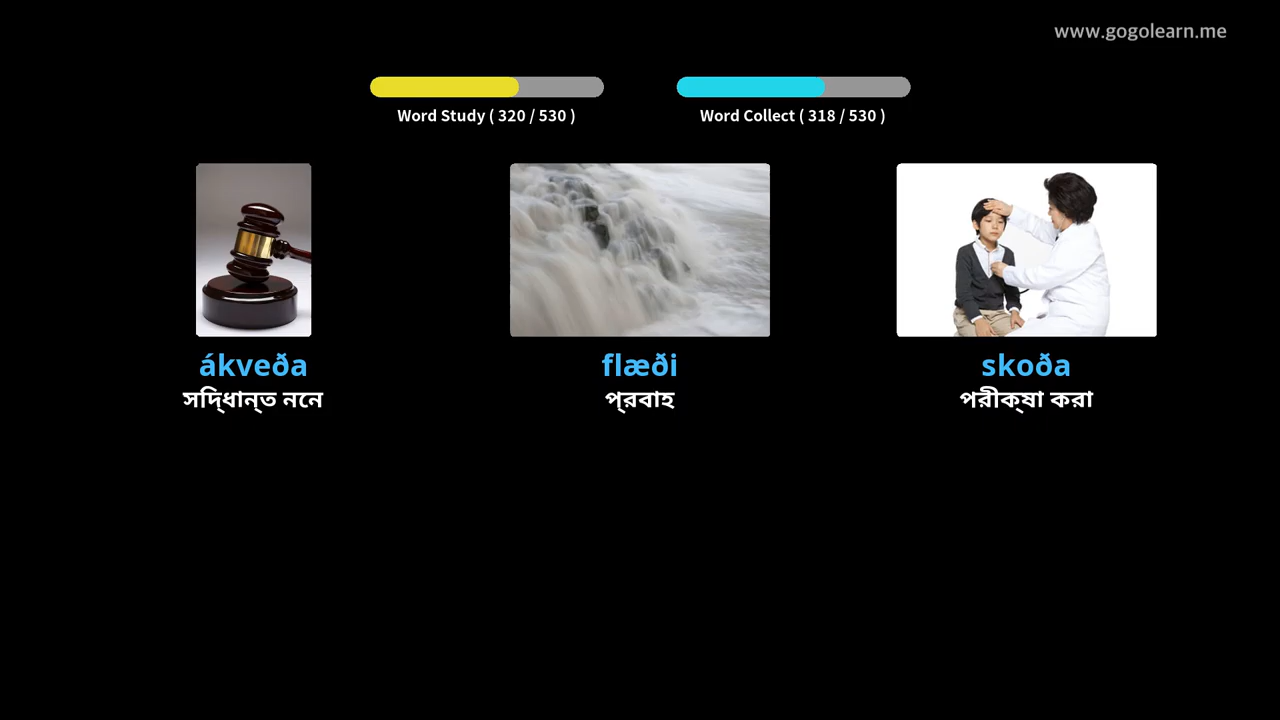 www.gogolearn.me
Word Study ( 320 / 530 )
Word Collect ( 318 / 530 )
ákveða
flæði
skoða
সদি্ধান্ত ননে
প্রবাহ
পরীক্ষা করা